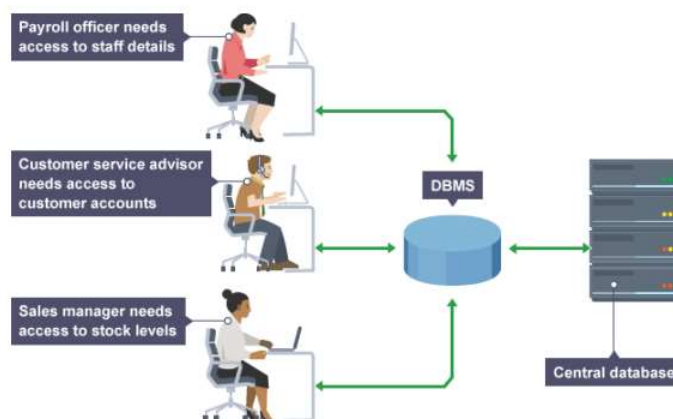 Payroll officer needs
access to staff details
Customer service advisor
needs access to
customer accounts
DBMS
Sales manager needs
access to stock levels
Central database